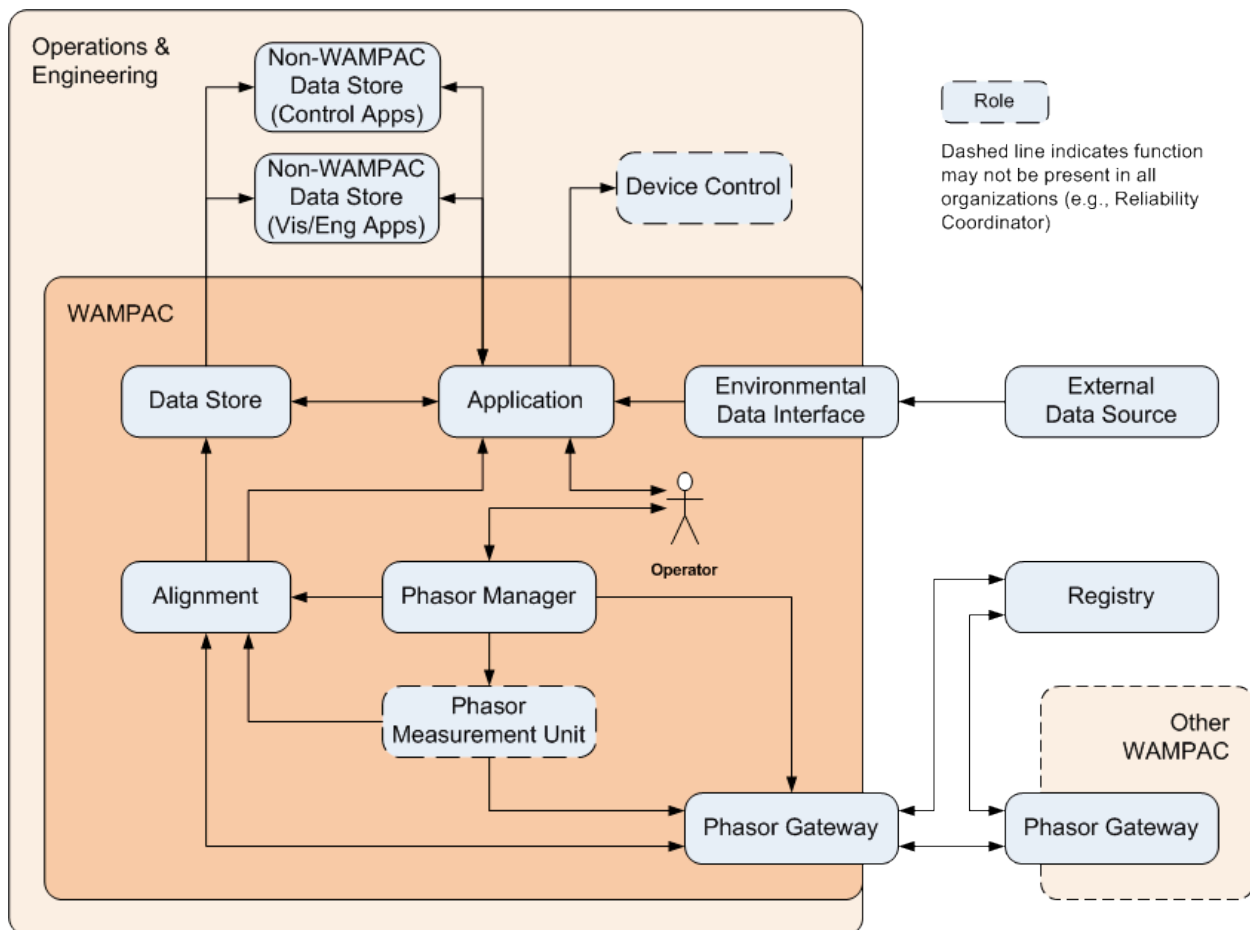 Operations &
Engineering
Non-WAMPAC
Data Store
(Control Apps)
Non-WAMPAC
Data Store
(Vis/Eng Apps)
Device Control
Role
Dashed line indicates function
may not be present in all
organizations (e.g., Reliability
Coordinator)
WAMPAC
Data Store
Application
Environmental
Data Interface
External
Data Source
Operator
Alignment
Phasor Manager
Registry
Phasor
Measurement Unit
Other
WAMPAC
Phasor Gateway
Phasor Gateway